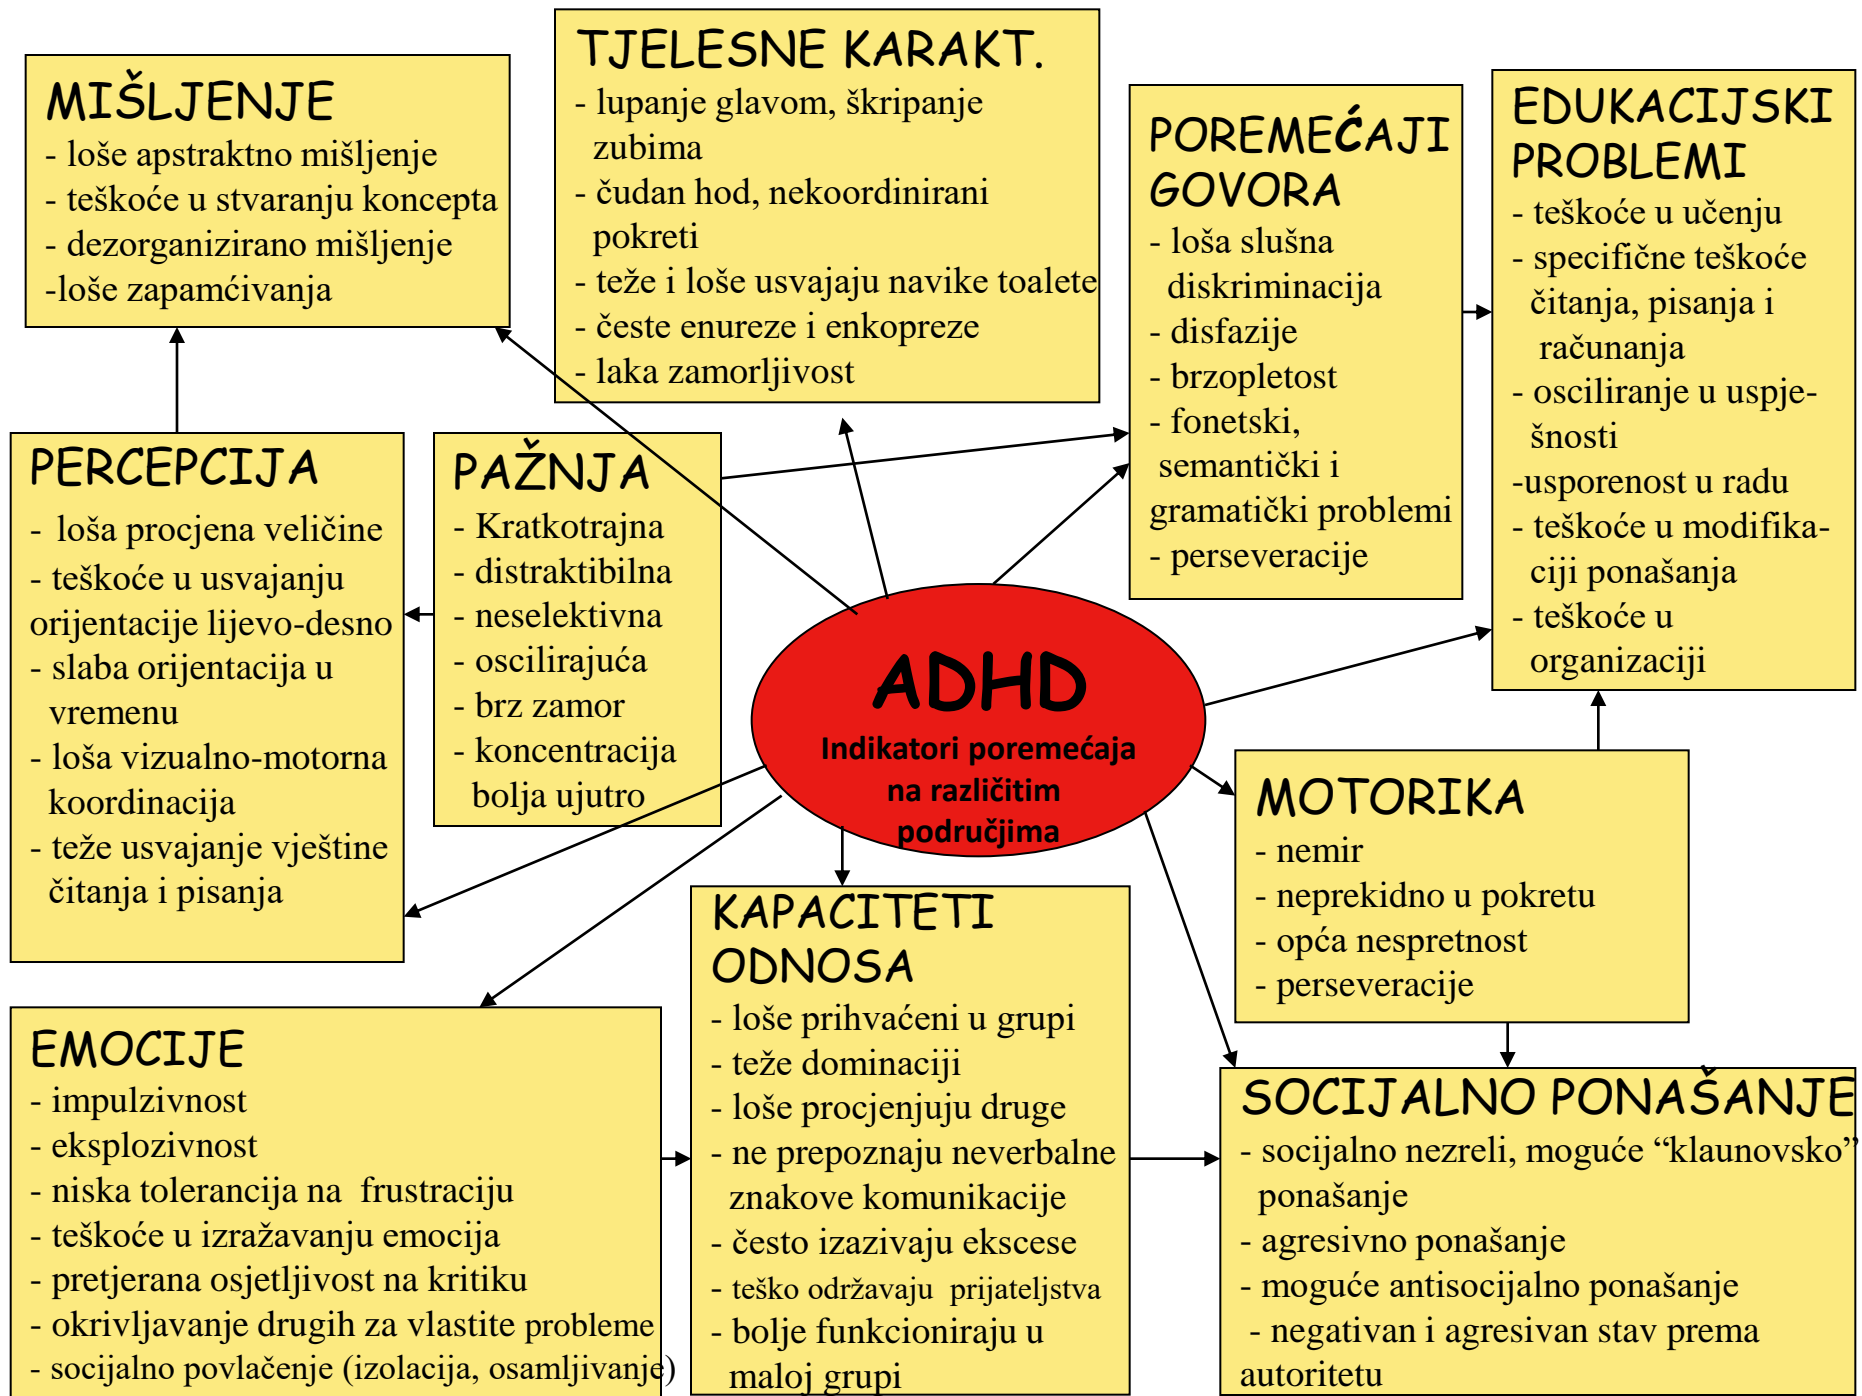 MIŠLJENJE
- loše apstraktno mišljenje
- teškoće u stvaranju koncepta
- dezorganizirano mišljenje
-loše zapamćivanja
TJELESNE KARAKT.
- lupanje glavom, škripanje
zubima
- čudan hod, nekoordinirani
pokreti
- teže i loše usvajaju navike toalete
- česte enureze i enkopreze
- laka zamorljivost
POREMEĆAJI
GOVORA
- loša slušna
diskriminacija
- disfazije
- brzopletost
- fonetski,
semantički i
gramatički problemi
- perseveracije
EDUKACIJSKI
PROBLEMI
- teškoće u učenju
- specifične teškoće
čitanja, pisanja i
računanja
- osciliranje u uspje-
šnosti
-usporenost u radu
- teškoće u modifika-
ciji ponašanja
- teškoće u
organizaciji
PERCEPCIJA
- loša procjena veličine
- teškoće u usvajanju
orijentacije lijevo-desno
- slaba orijentacija u
vremenu
- loša vizualno-motorna
koordinacija
- teže usvajanje vještine
čitanja i pisanja
PAŽNJA
- Kratkotrajna
- distraktibilna
- neselektivna
- oscilirajuća
- brz zamor
- koncentracija
bolja ujutro
ADHD
Indikatori poremećaja
na različitim
područjima
MOTORIKA
- nemir
- neprekidno u pokretu
- opća nespretnost
- perseveracije
EMOCIJE
- impulzivnost
- eksplozivnost
- niska tolerancija na frustraciju
- teškoće u izražavanju emocija
- pretjerana osjetljivost na kritiku
- okrivljavanje drugih za vlastite probleme
- socijalno povlačenje (izolacija, osamljivanje)
KAPACITETI
ODNOSA
- loše prihvaćeni u grupi
- teže dominaciji
- loše procjenjuju druge
- ne prepoznaju neverbalne
znakove komunikacije
- često izazivaju ekscese
- teško održavaju prijateljstva
- bolje funkcioniraju u
maloj grupi
SOCIJALNO PONAŠANJE
- socijalno nezreli, moguće “klaunovsko”
ponašanje
- agresivno ponašanje
- moguće antisocijalno ponašanje
- negativan i agresivan stav prema
autoritetu